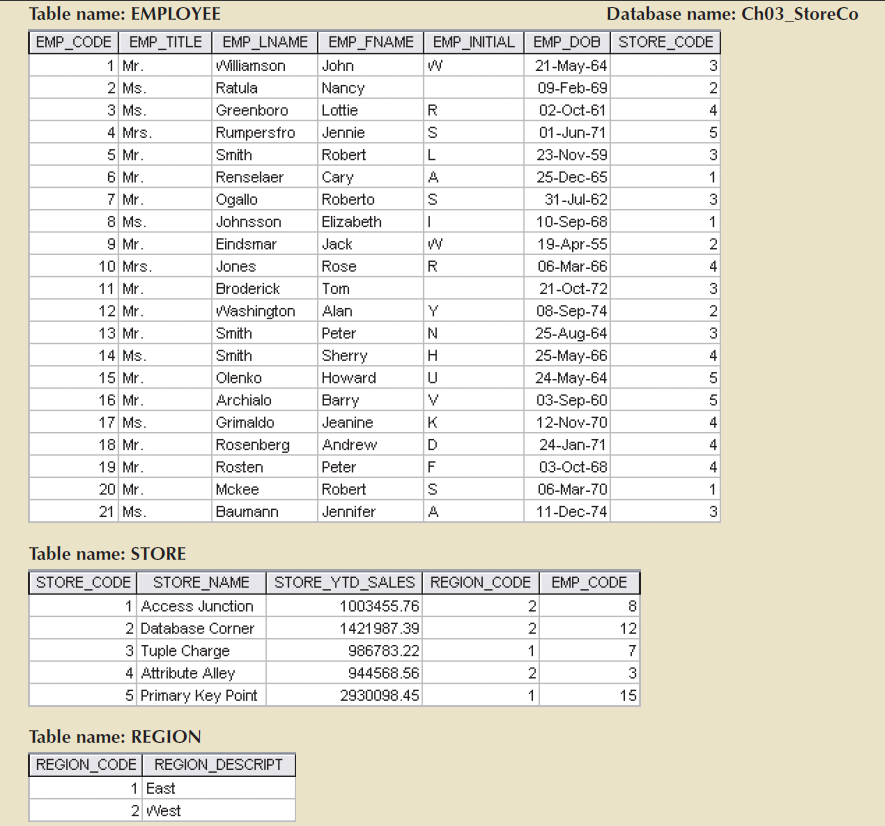 Table name: EMPLOYEE Database name: Ch03_StoreCo
EMP_CODE EMP_TITLE EMP_LNAME EMP_FNAME EMP_INITIAL EMP_DOB STORE_CODE
1 Mr. Williamson John W 21-May-64 3
2 Ms. Ratula Nancy 09-Feb-69 2
3 Ms. Greenboro Lottie R 02-Oct-61 4
4 Mrs. Rumpersfro Jennie S 01-Jun-71 5
5 Mr. Smith Robert L 23-Nov-59 3
6 Mr. Renselaer Cary A 25-Dec-65 1
7 Mr. Ogallo Roberto S 31-Jul-62 3
8 Ms. Johnsson Elizabeth I 10-Sep-68 1
9 Mr. Eindsmar Jack W 19-Apr-55 2
10 Mrs. Jones Rose R 06-Mar-66 4
11 Mr. Broderick Tom 21-Oct-72 3
12 Mr. Washington Alan Y 08-Sep-74 2
13 Mr. Smith Peter N 25-Aug-64 3
14 Ms. Smith Sherry H 25-May-66 4
15 Mr. Olenko Howard U 24-May-64 5
16 Mr. Archialo Barry V 03-Sep-60 5
17 Ms. Grimaldo Jeanine K 12-Nov-70 4
18 Mr. Rosenberg Andrew D 24-Jan-71 4
19 Mr. Rosten Peter F 03-Oct-68 4
20 Mr. Mckee Robert S 06-Mar-70 1
21 Ms. Baumann Jennifer A 11-Dec-74 3
Table name: STORE
STORE_CODE STORE_NAME STORE_YTD_SALES REGION_CODE EMP_CODE
1 Access Junction 1003455.76 2 8
2 Database Corner 1421987.39 2 12
3 Tuple Charge 986783.22 1 7
4 Attribute Alley 944568.56 2 3
5 Primary Key Point 2930098.45 1 15
Table name: REGION
REGION_CODE REGION_DESCRIPT
1 East
2 West